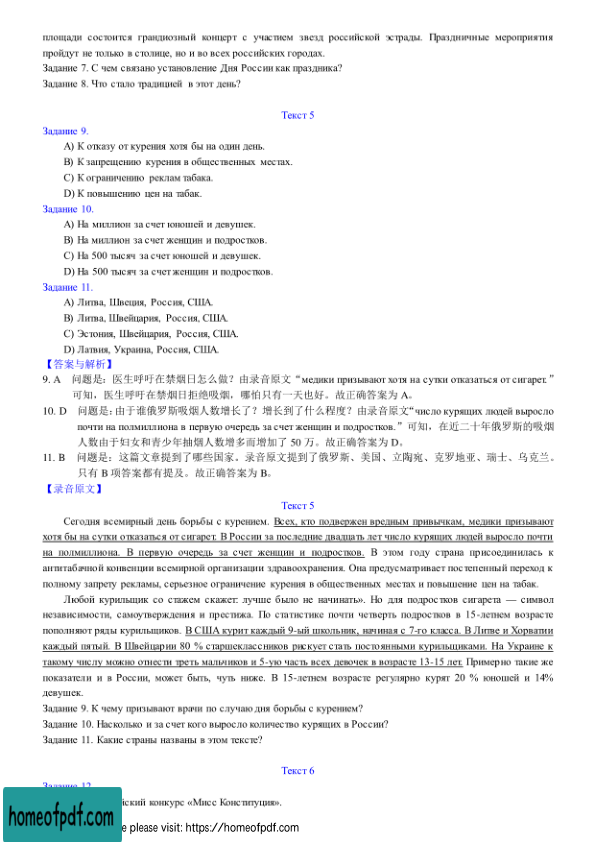 площади состоится грандиозный концерт с участием звезд российской эстрады. Праздничные мероприятия
пройдут не только в столице, но и во всех российских городах.
Задание 7. С чем связано установление Дня России как праздника?
Задание 8. Что стало традицией в этот день?
Текст 5
Задание 9.
A) К отказу от курения хотя бы на один день.
B) К запрещению курения в общественных местах.
C) К ограничению реклам табака.
D) К повышению цен на табак.
Задание 10.
A) На миллион за счет юношей и девушек.
B) На миллион за счет женщин и подростков.
C) На 500 тысяч за счет юношей и девушек.
D) На 500 тысяч за счет женщин и подростков.
Задание 11.
A) Литва, Швеция, Россия, США.
B) Литва, Швейцария, Россия, США.
C) Эстония, Швейцария, Россия, США.
D) Латвия, Украина, Россия, США.
【答案与解析】
9. A 问题是：医生呼吁在禁烟日怎么做？由录音原文“медики призывают хотя на сутки отказаться от сигарет.”
可知，医生呼吁在禁烟日拒绝吸烟，哪怕只有一天也好。故正确答案为 A。
10. D 问题是：由于谁俄罗斯吸烟人数增长了？增长到了什么程度？由录音原文“число курящих людей выросло
почти на полмиллиона в первую очередь за счет женщин и подростков.”可知，在近二十年俄罗斯的吸烟
人数由于妇女和青少年抽烟人数增多而增加了 50 万。故正确答案为 D。
11. B 问题是：这篇文章提到了哪些国家。录音原文提到了俄罗斯、美国、立陶宛、克罗地亚、瑞士、乌克兰。
只有 B 项答案都有提及。故正确答案为 B。
【录音原文】
Текст 5
Сегодня всемирный день борьбы с курением. Всех, кто подвержен вредным привычкам, медики призывают
хотя бы на сутки отказаться от сигарет. В России за последние двадцать лет число курящих людей выросло почти
на полмиллиона. В первую очередь за счет женщин и подростков. В этом году страна присоединилась к
антитабачной конвенции всемирной организации здравоохранения. Она предусматривает постепенный переход к
полному запрету рекламы, серьезное ограничение курения в общественных местах и повышение цен на табак.
Любой курильщик со стажем скажет: лучше было не начинать». Но для подростков сигарета — символ
независимости, самоутверждения и престижа. По статистике почти четверть подростков в 15-летнем возрасте
пополняют ряды курильщиков. В США курит каждый 9-ый школьник, начиная с 7-го класса. В Литве и Хорватии
каждый пятый. В Швейцарии 80 % старшеклассников рискует стать постоянными курильщиками. На Украине к
такому числу можно отнести треть мальчиков и 5-ую часть всех девочек в возрасте 13-15 лет. Примерно такие же
показатели и в России, может быть, чуть ниже. В 15-летнем возрасте регулярно курят 20 % юношей и 14%
девушек.
Задание 9. К чему призывают врачи по случаю дня борьбы с курением?
Задание 10. Насколько и за счет кого выросло количество курящих в России?
Задание 11. Какие страны названы в этом тексте?
Текст 6
Задание 12.
йский конкурс «Мисс Конституция».
homeofpdf.com
e please visit: https://homeofpdf.com